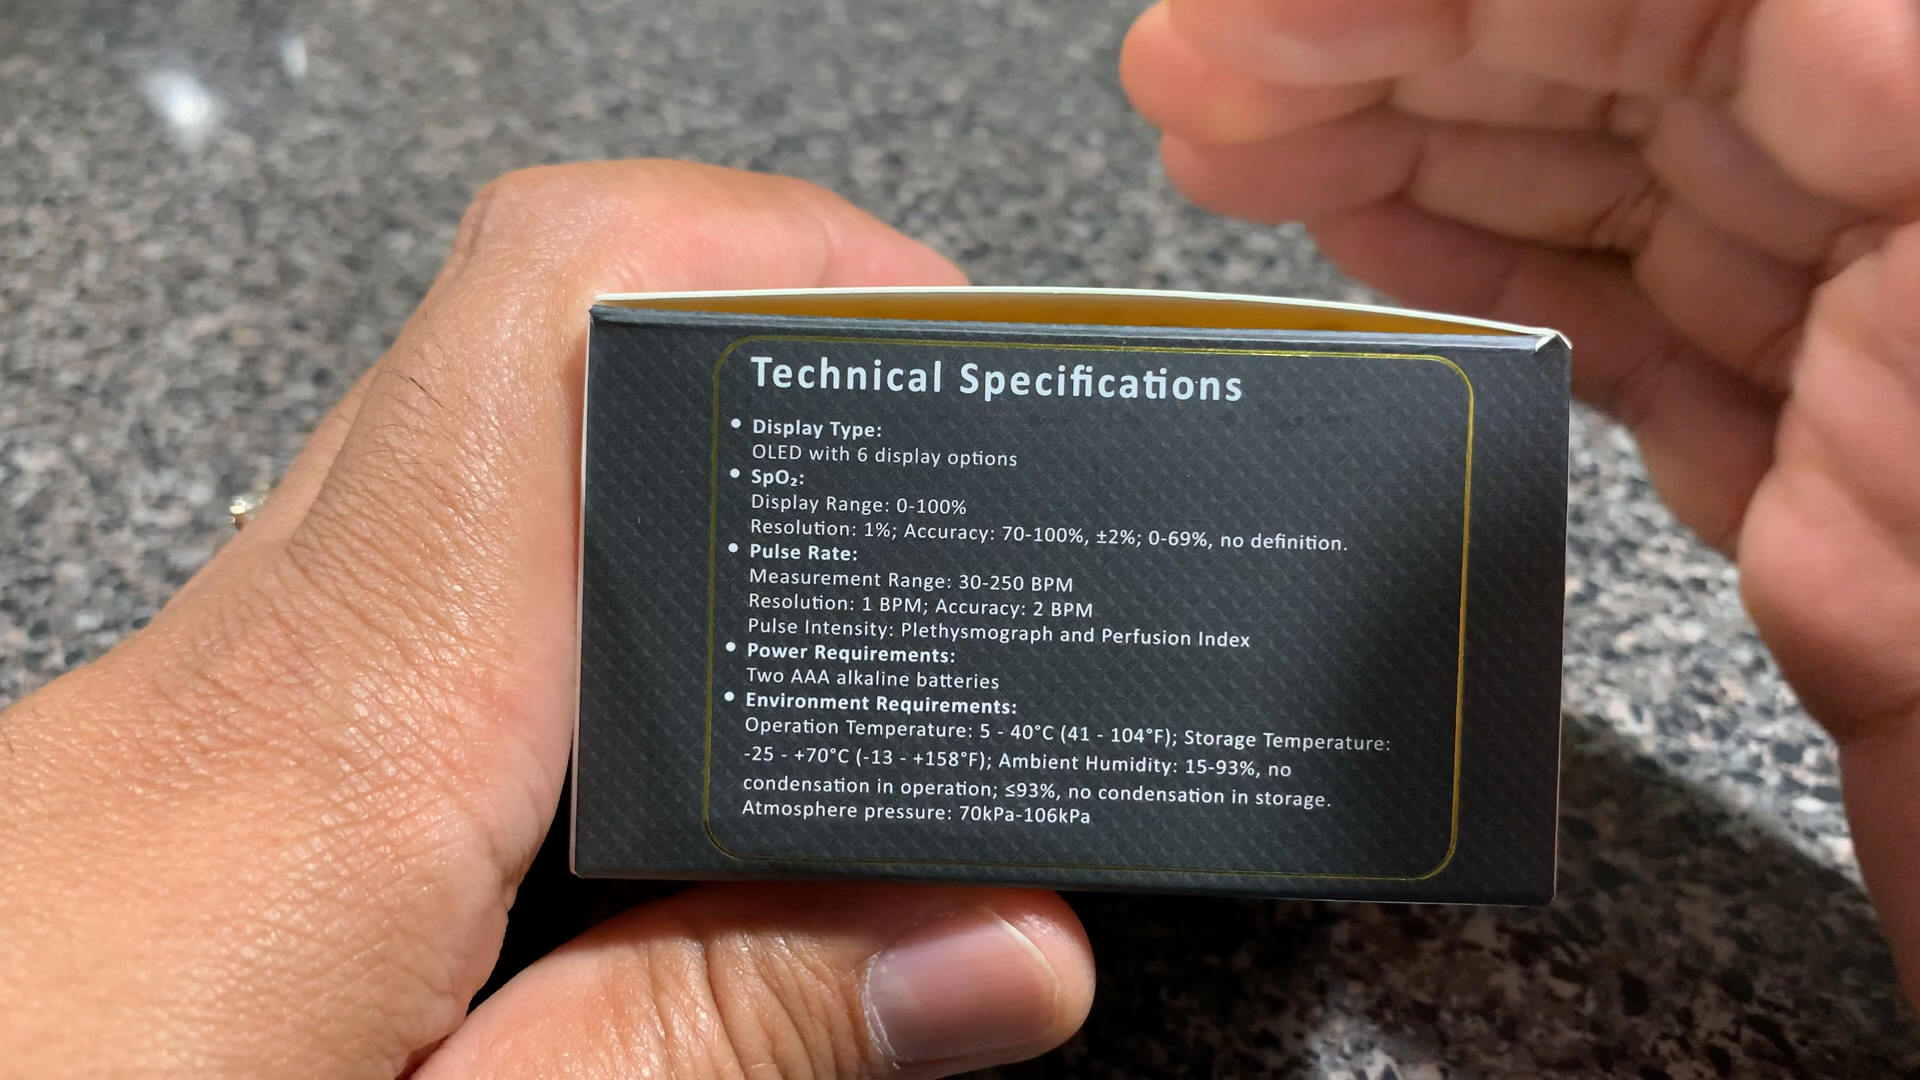 Technical Specifications
• Display Type:
OLED with 6 display options
• SpO₂:
Display Range: 0-100%
Resolution: 1%; Accuracy: 70-100%, ±2%; 0-69%, no definition.
• Pulse Rate:
Measurement Range: 30-250 BPM
Resolution: 1 BPM; Accuracy: 2 BPM
Pulse Intensity: Plethysmograph and Perfusion Index
• Power Requirements:
Two AAA alkaline batteries
• Environment Requirements:
Operation Temperature: 5 - 40°C (41 - 104°F); Storage Temperature:
-25 - +70°C (-13 - +158°F); Ambient Humidity: 15-93%, no
condensation in operation; ≤93%, no condensation in storage.
Atmosphere pressure: 70kPa-106kPa